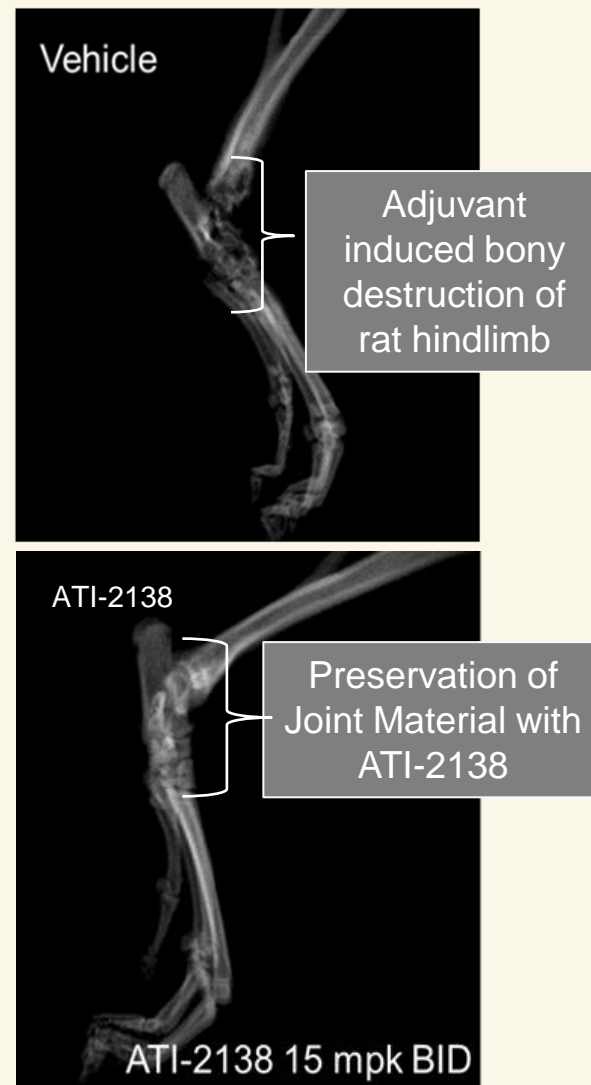 Vehicle
Adjuvant
induced bony
destruction of
rat hindlimb
ATI-2138
Preservation of
Joint Material with
ATI-2138
ATI-2138 15 mpk BID